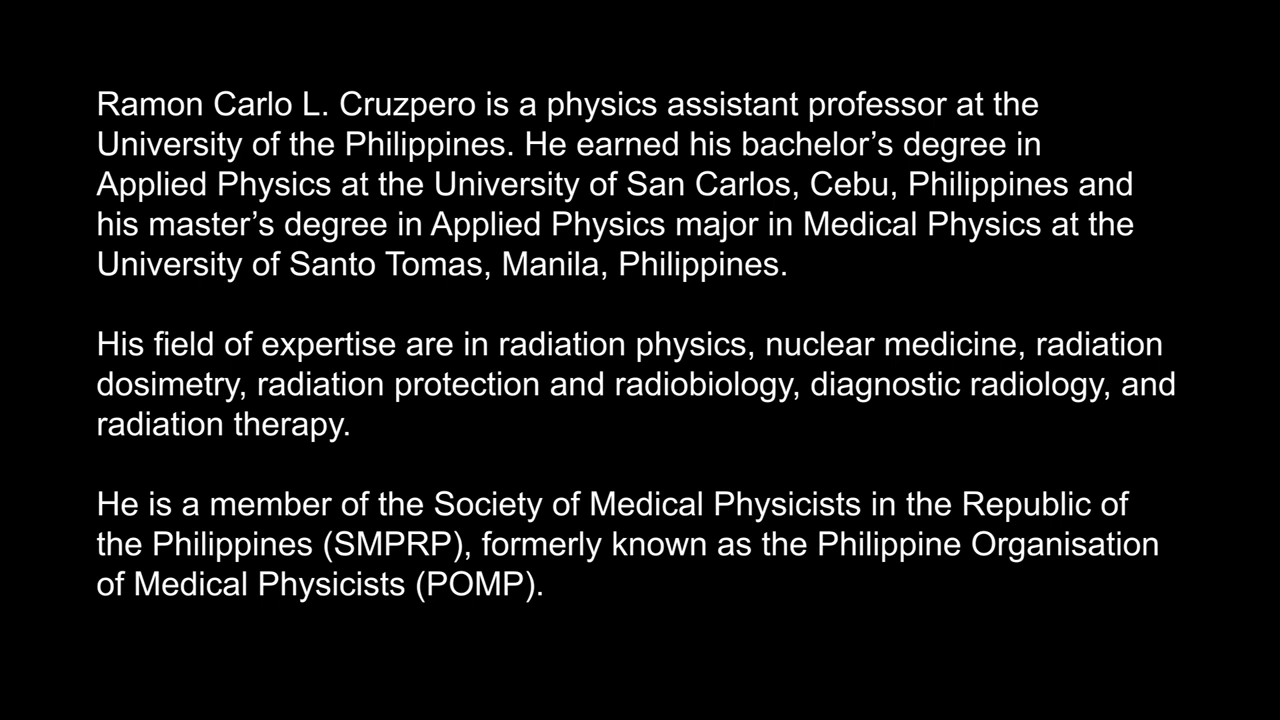 Ramon Carlo L. Cruzpero is a physics assistant professor at the
University of the Philippines. He earned his bachelor’s degree in
Applied Physics at the University of San Carlos, Cebu, Philippines and
his master’s degree in Applied Physics major in Medical Physics at the
University of Santo Tomas, Manila, Philippines.
His field of expertise are in radiation physics, nuclear medicine, radiation
dosimetry, radiation protection and radiobiology, diagnostic radiology, and
radiation therapy.
He is a member of the Society of Medical Physicists in the Republic of
the Philippines (SMPRP), formerly known as the Philippine Organisation
of Medical Physicists (POMP).